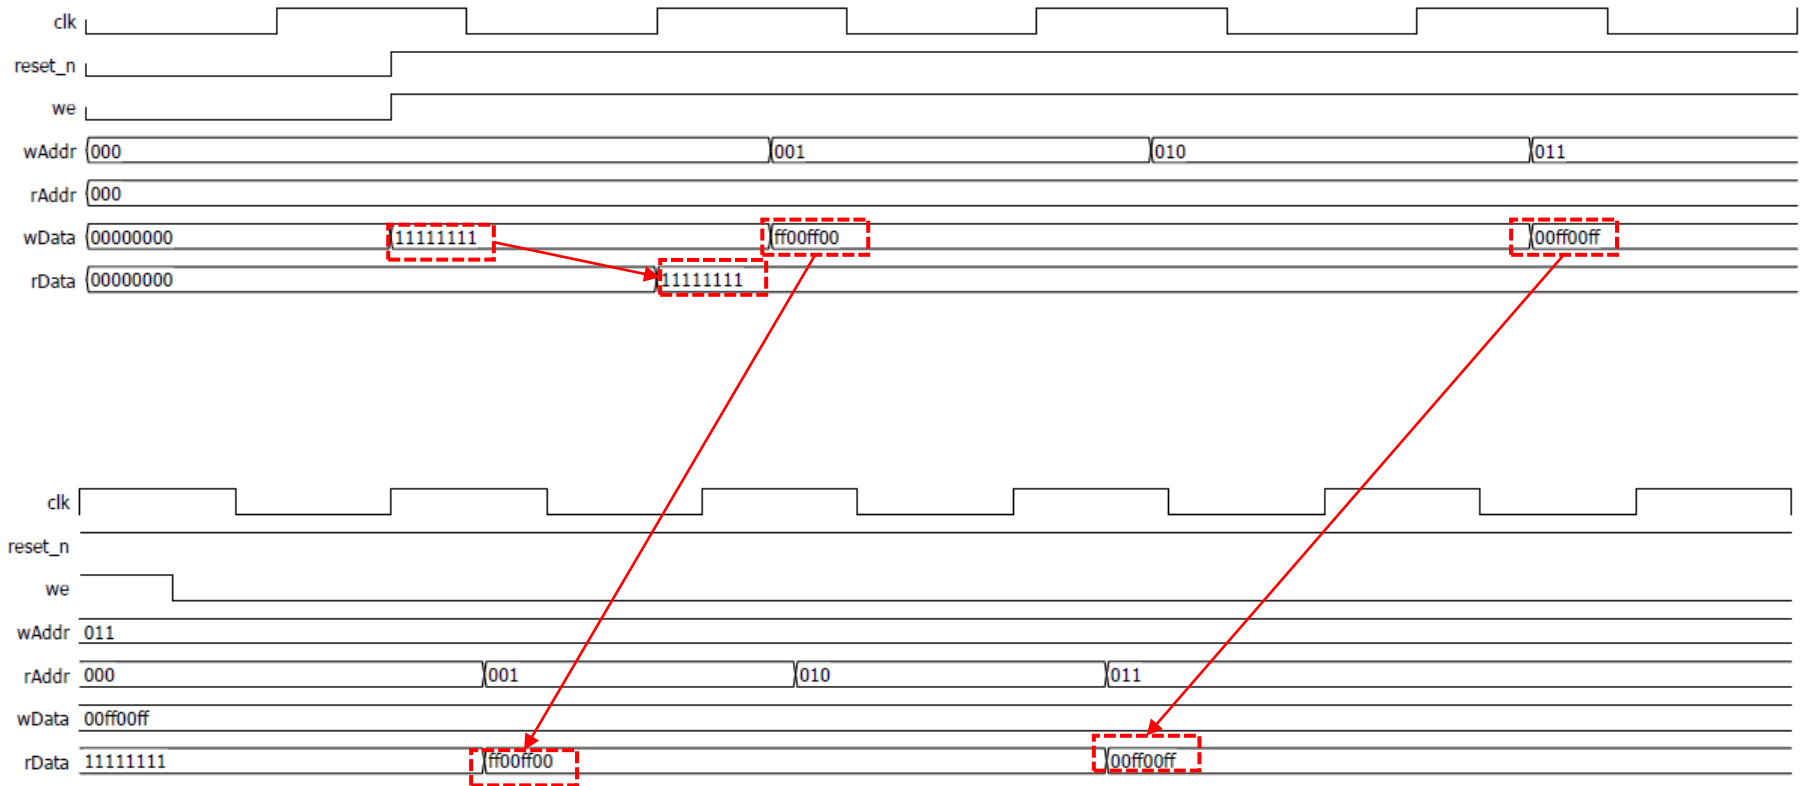 clk
reset_n
we
wAddr 000 001 010 011
rAddr 000
wData 00000000 11111111 ff00ff00 00ff00ff
rData 00000000 11111111
clk
reset_n
we
wAddr 011
rAddr 000 001 010 011
wData 00ff00ff
rData 11111111 ff00ff00 00ff00ff